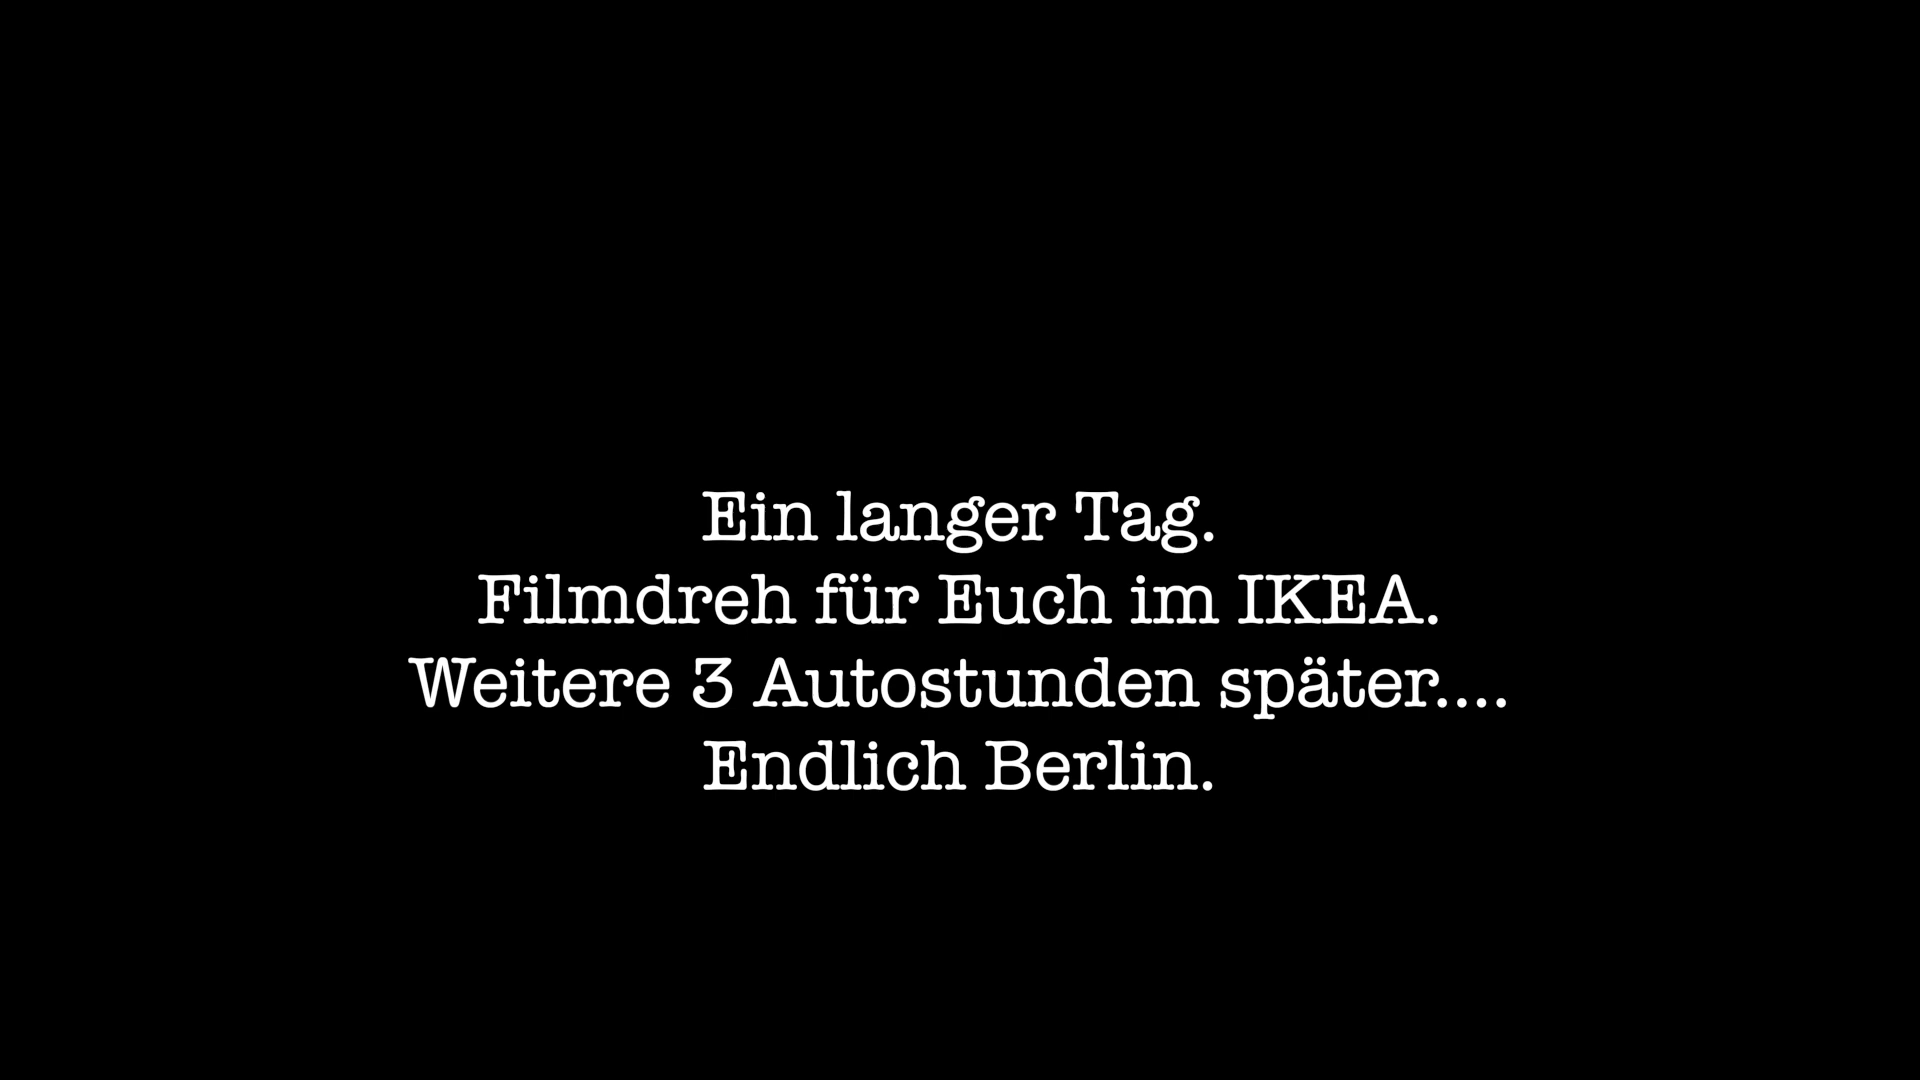 Ein langer Tag.
Filmdreh für Euch im IKEA.
Weitere 3 Autostunden später....
Endlich Berlin.